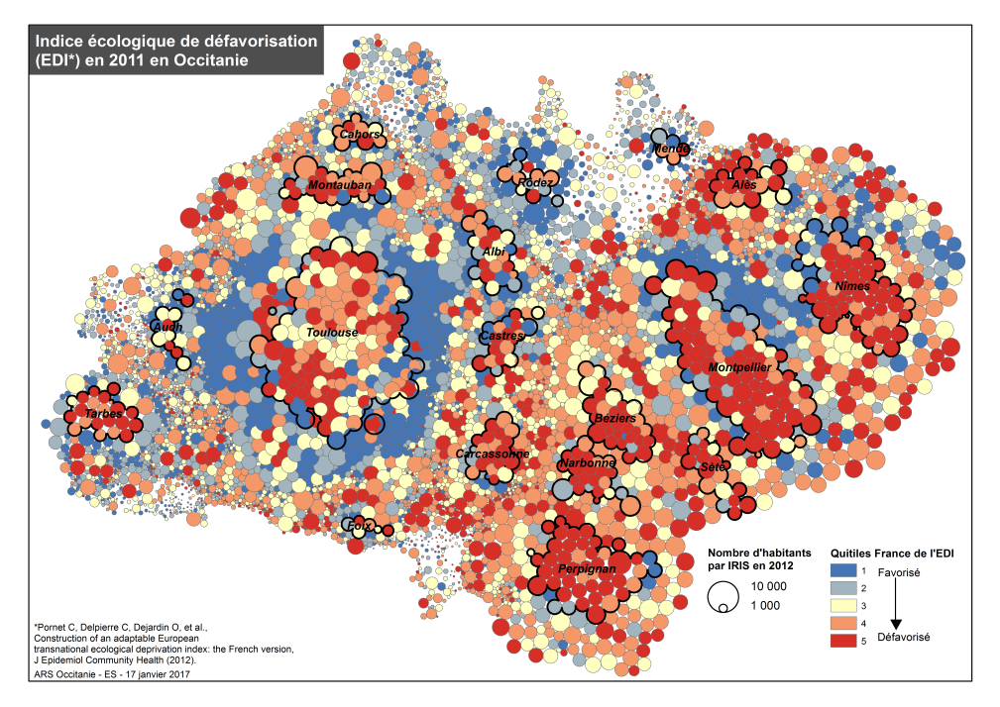 Indice écologique de défavorisation
(EDI*) en 2011 en Occitanie
Cahors
Mende
Montauban
Rodez
Alès
Albi
Nîmes
Auch
Toulouse
Castres
Montpellier
Tarbes
Béziers
Carcassonne
Narbonne
Sète
Foix
Perpignan
Nombre d'habitants
par IRIS en 2012
10 000
1 000
Quitiles France de l'EDI
1
Favorisé
2
3
4
5
Défavorisé
*Pornet C, Delpierre C, Dejardin O, et al.,
Construction of an adaptable European
transnational ecological deprivation index: the French version,
J Epidemiol Community Health (2012).
ARS Occitanie - ES - 17 janvier 2017